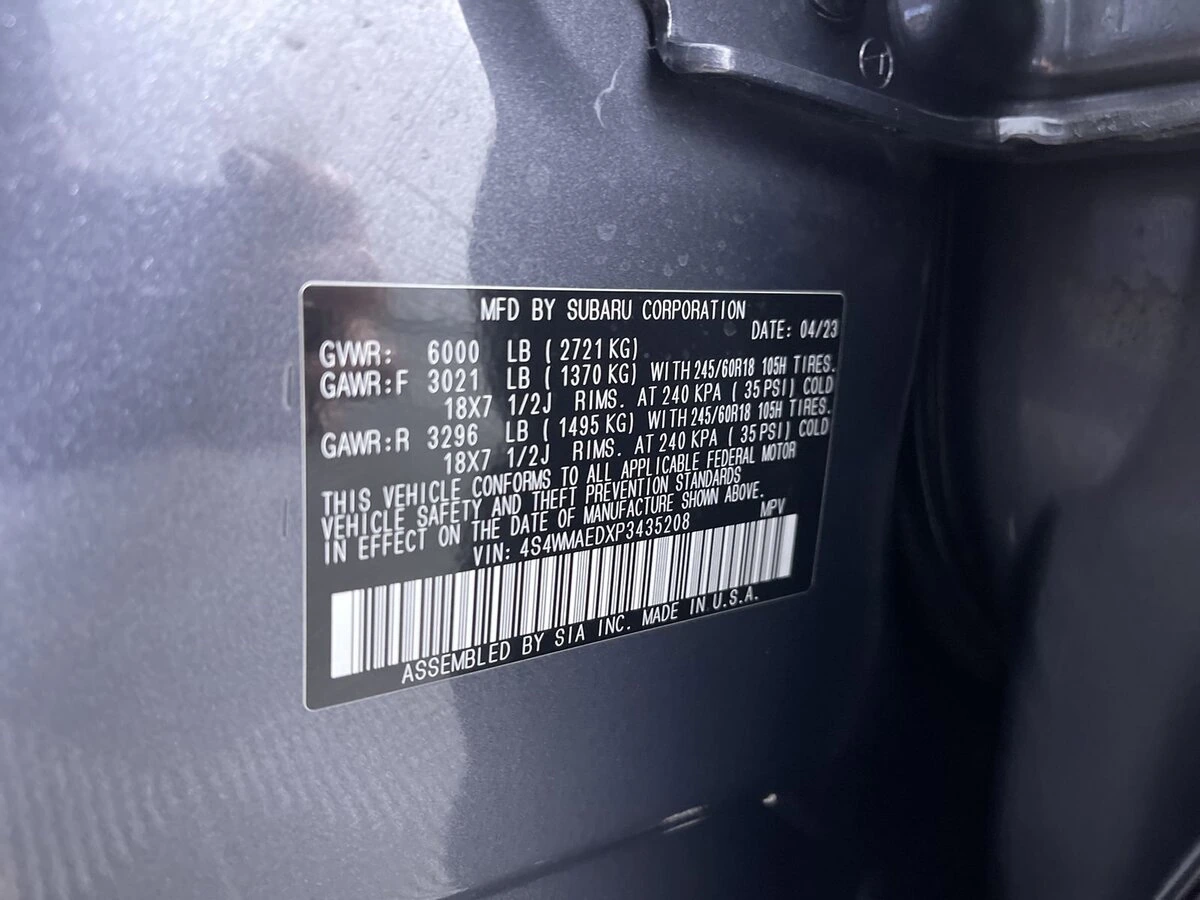 MFD BY SUBARU CORPORATION
DATE: 04/23
GVWR: 6000 LB ( 2721 KG)
GAWR:F 3021 LB ( 1370 KG) WITH 245/60R18 105H TIRES.
18X7 1/2J RIMS. AT 240 KPA ( 35 PSI) COLD
GAWR:R 3296 LB ( 1495 KG) WITH 245/60R18 105H TIRES.
18X7 1/2J RIMS. AT 240 KPA ( 35 PSI) COLD
THIS VEHICLE CONFORMS TO ALL APPLICABLE FEDERAL MOTOR
VEHICLE SAFETY AND THEFT PREVENTION STANDARDS
IN EFFECT ON THE DATE OF MANUFACTURE SHOWN ABOVE.
VIN: 4S4WMAEDXP3435208 MPV
ASSEMBLED BY SIA INC. MADE IN U.S.A.